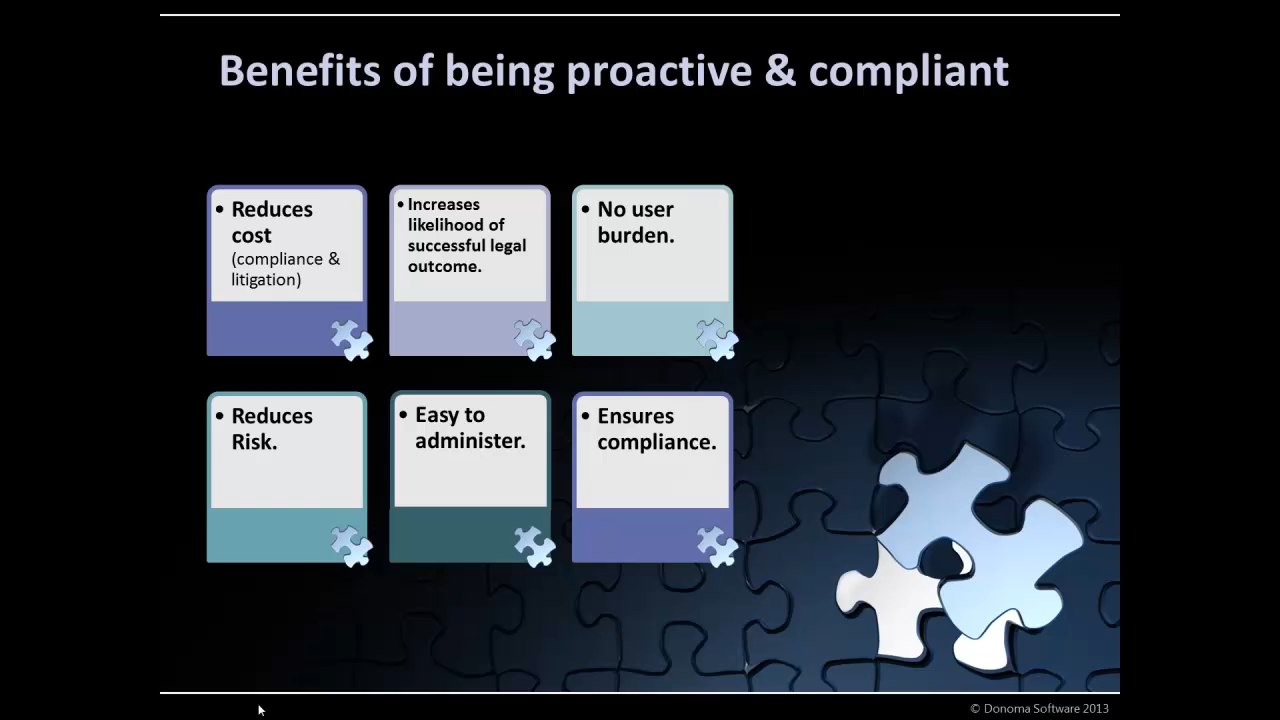 Benefits of being proactive & compliant
• Reduces
cost
(compliance &
litigation)
• Increases
likelihood of
successful legal
outcome.
• No user
burden.
• Reduces
Risk.
• Easy to
administer.
• Ensures
compliance.
© Donoma Software 2013